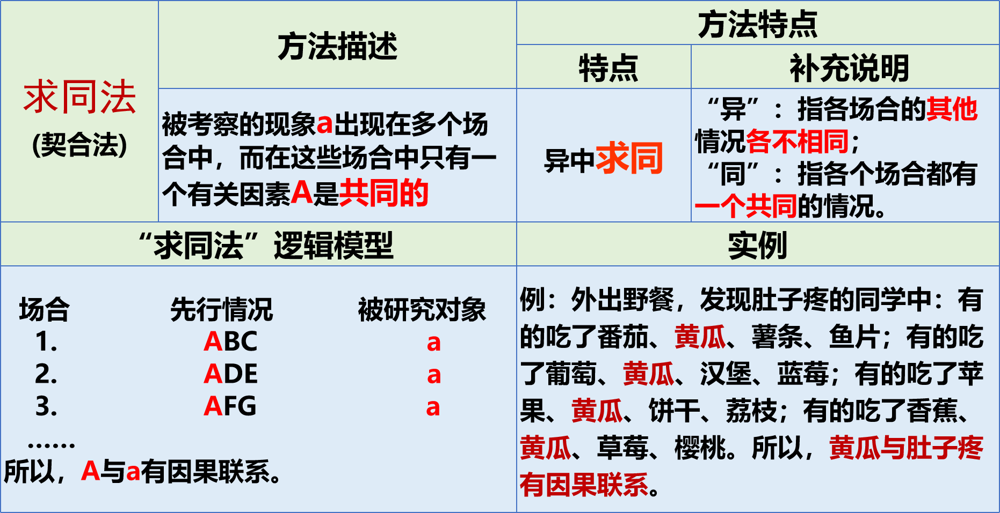 求同法
(契合法)
方法描述
方法特点
特点
补充说明
被考察的现象a出现在多个场
合中，而在这些场合中只有一
个有关因素A是共同的
异中求同
“异”：指各场合的其他
情况各不相同；
“同”：指各个场合都有
一个共同的情况。
“求同法”逻辑模型
实例
场合 先行情况 被研究对象
1. ABC a
2. ADE a
3. AFG a
……
所以，A与a有因果联系。
例：外出野餐，发现肚子疼的同学中：有
的吃了番茄、黄瓜、薯条、鱼片；有的吃
了葡萄、黄瓜、汉堡、蓝莓；有的吃了苹
果、黄瓜、饼干、荔枝；有的吃了香蕉、
黄瓜、草莓、樱桃。所以，黄瓜与肚子疼
有因果联系。